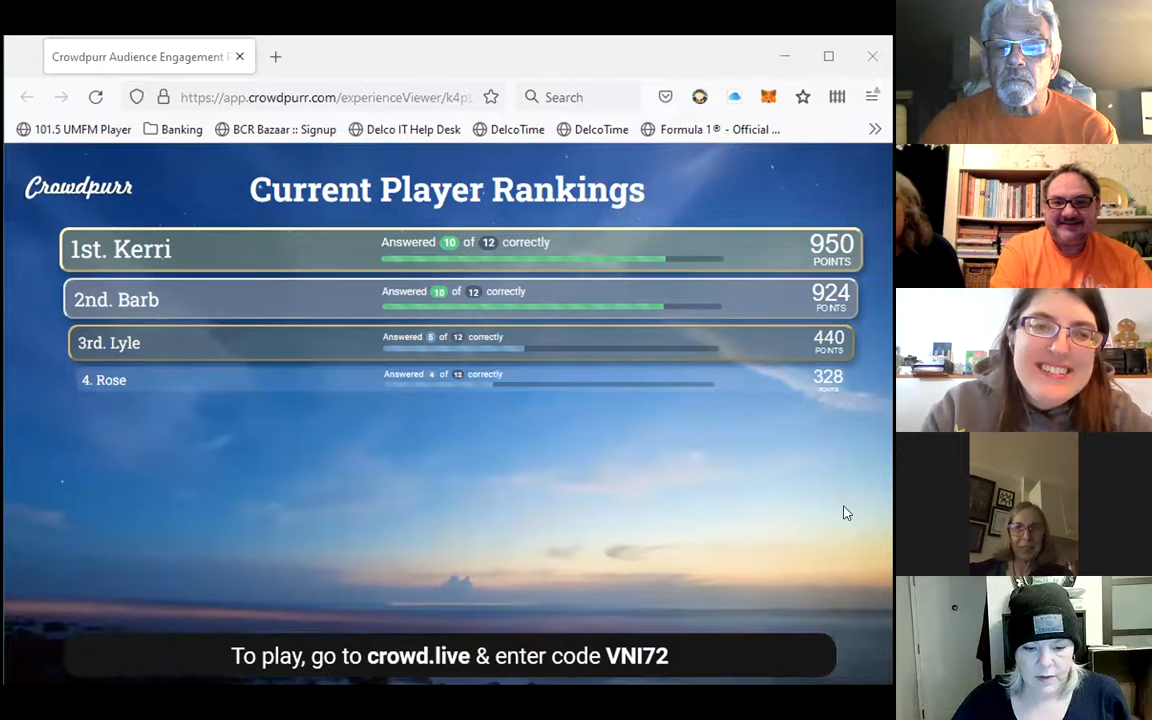 Crowdpurr Audience Engagement
https://app.crowdpurr.com/experienceViewer/k4p
Search
101.5 UMFM Player
Banking
BCR Bazaar :: Signup
Delco IT Help Desk
DelcoTime
DelcoTime
Formula 1® - Official ...
Crowdpurr
Current Player Rankings
1st. Kerri
Answered 10 of 12 correctly
950
POINTS
2nd. Barb
Answered 10 of 12 correctly
924
POINTS
3rd. Lyle
Answered 5 of 12 correctly
440
POINTS
4. Rose
Answered 4 of 12 correctly
328
POINTS
To play, go to crowd.live & enter code VNI72